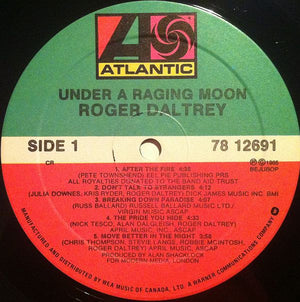 ATLANTIC
UNDER A RAGING MOON
ROGER DALTREY
SIDE 1
78 12691
CR
℗©1985
BEJUBOP
1. AFTER THE FIRE 4:35
(PETE TOWNSHEND) EEL PIE PUBLISHING PRS
ALL ROYALTIES DONATED TO THE BAND AID TRUST
2. DON'T TALK TO STRANGERS 4:12
(JULIA DOWNES, KRIS RYDER, ROGER DALTREY) DICK JAMES MUSIC INC. BMI
3. BREAKING DOWN PARADISE 4:07
(RUSS BALLARD) RUSSELL BALLARD MUSIC LTD./
VIRGIN MUSIC ASCAP
4. THE PRIDE YOU HIDE
(NICK TESCO, ALAN DALGLEISH, ROGER DALTREY)
APRIL MUSIC, INC. ASCAP
5. MOVE BETTER IN THE NIGHT
(CHRIS THOMPSON, STEVIE LANGE, ROBBIE McINTOSH,
ROGER DALTREY) APRIL MUSIC, INC. ASCAP
PRODUCED BY ALAN SHACKLOCK
FOR MODERN MEDIA, LONDON
MANUFACTURED AND DISTRIBUTED BY WEA MUSIC OF CANADA, LTD. A WARNER COMMUNICATIONS COMPANY